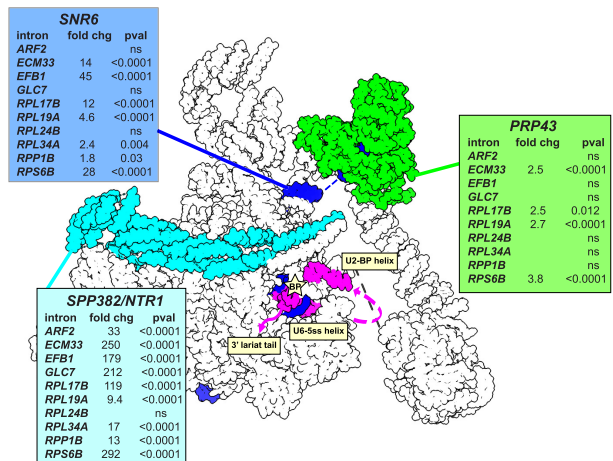 SNR6
intron fold chg pval
ARF2 ns
ECM33 14 <0.0001
EFB1 45 <0.0001
GLC7 ns
RPL17B 12 <0.0001
RPL19A 4.6 <0.0001
RPL24B ns
RPL34A 2.4 0.004
RPP1B 1.8 0.03
RPS6B 28 <0.0001
PRP43
intron fold chg pval
ARF2 ns
ECM33 2.5 <0.0001
EFB1 ns
GLC7 ns
RPL17B 2.5 0.012
RPL19A 2.7 <0.0001
RPL24B ns
RPL34A ns
RPP1B ns
RPS6B 3.8 <0.0001
U2-BP helix
BP
U6-5ss helix
3' lariat tail
SPP382/NTR1
intron fold chg pval
ARF2 33 <0.0001
ECM33 250 <0.0001
EFB1 179 <0.0001
GLC7 212 <0.0001
RPL17B 119 <0.0001
RPL19A 9.4 <0.0001
RPL24B ns
RPL34A 17 <0.0001
RPP1B 13 <0.0001
RPS6B 292 <0.0001